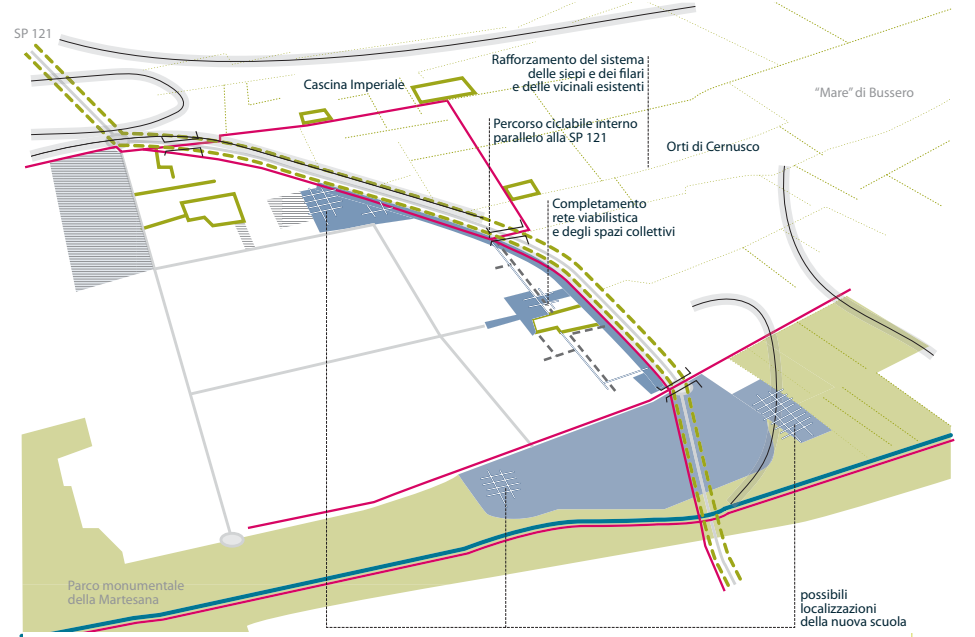 SP 121
Rafforzamento del sistema
delle siepi e dei filari
e delle vicinali esistenti
Cascina Imperiale
"Mare" di Bussero
Percorso ciclabile interno
parallelo alla SP 121
Orti di Cernusco
Completamento
rete viabilistica
e degli spazi collettivi
Parco monumentale
della Martesana
possibili
localizzazioni
della nuova scuola